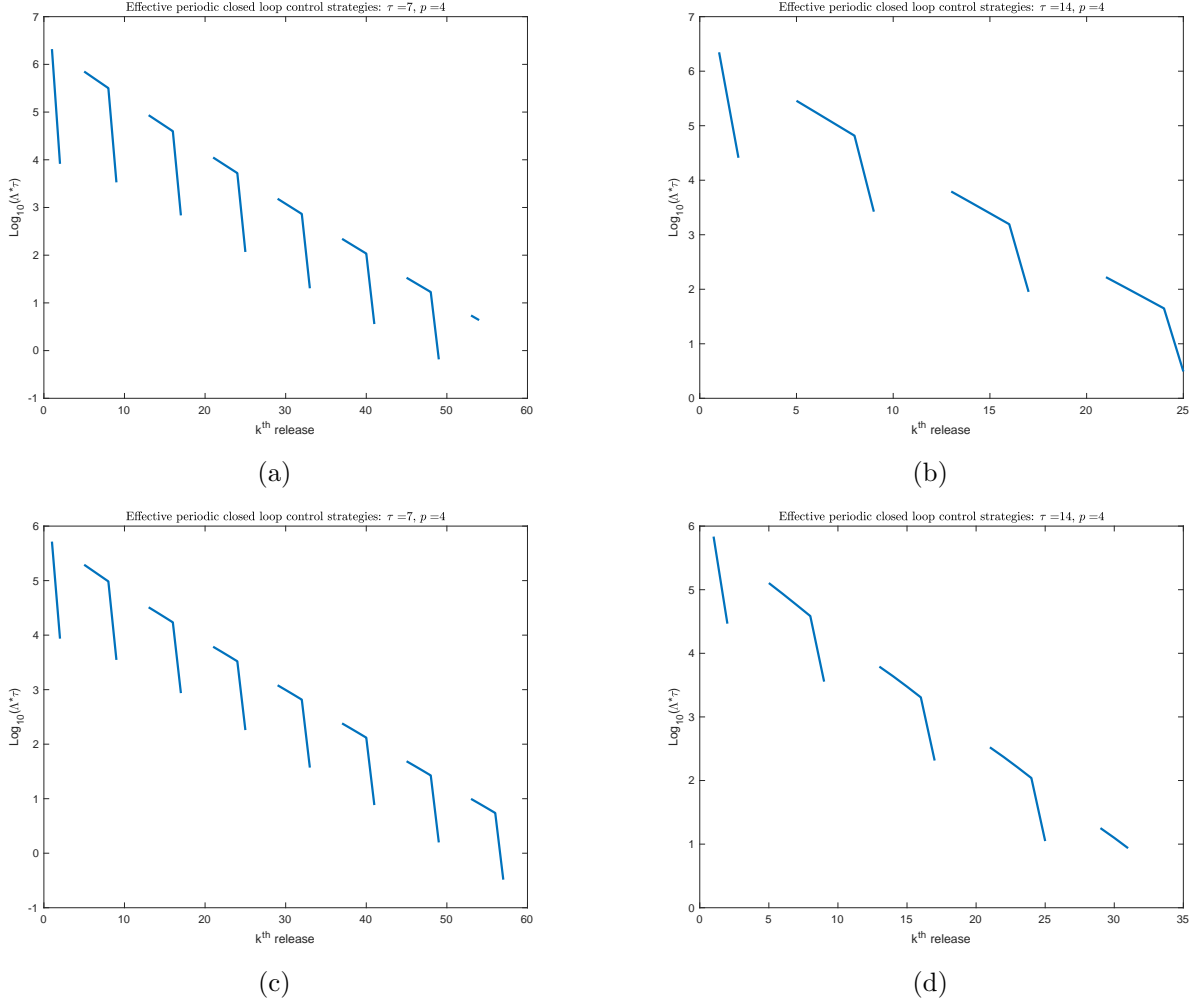 Effective periodic closed loop control strategies: τ =7, p =4
7
6
5
4
3
2
1
0
-1
0 10 20 30 40 50 60
Log10(Λ*τ)
kth release
(a)
Effective periodic closed loop control strategies: τ =14, p =4
7
6
5
4
3
2
1
0
0 5 10 15 20 25
Log10(Λ*τ)
kth release
(b)
Effective periodic closed loop control strategies: τ =7, p =4
6
5
4
3
2
1
0
-1
0 10 20 30 40 50 60
Log10(Λ*τ)
kth release
(c)
Effective periodic closed loop control strategies: τ =14, p =4
6
5
4
3
2
1
0
0 5 10 15 20 25 30 35
Log10(Λ*τ)
kth release
(d)